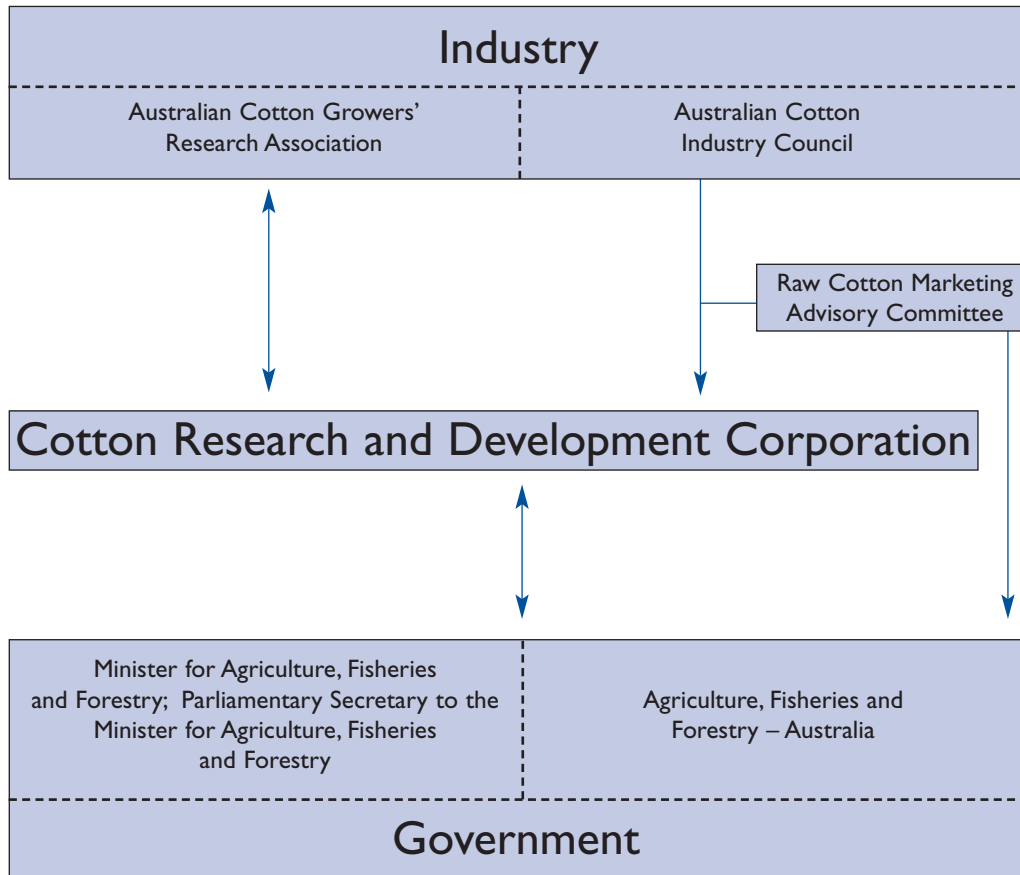 Industry
Australian Cotton Growers’
Research Association
Australian Cotton
Industry Council
Raw Cotton Marketing
Advisory Committee
Cotton Research and Development Corporation
Minister for Agriculture, Fisheries
and Forestry; Parliamentary Secretary to the
Minister for Agriculture, Fisheries
and Forestry
Agriculture, Fisheries and
Forestry – Australia
Government